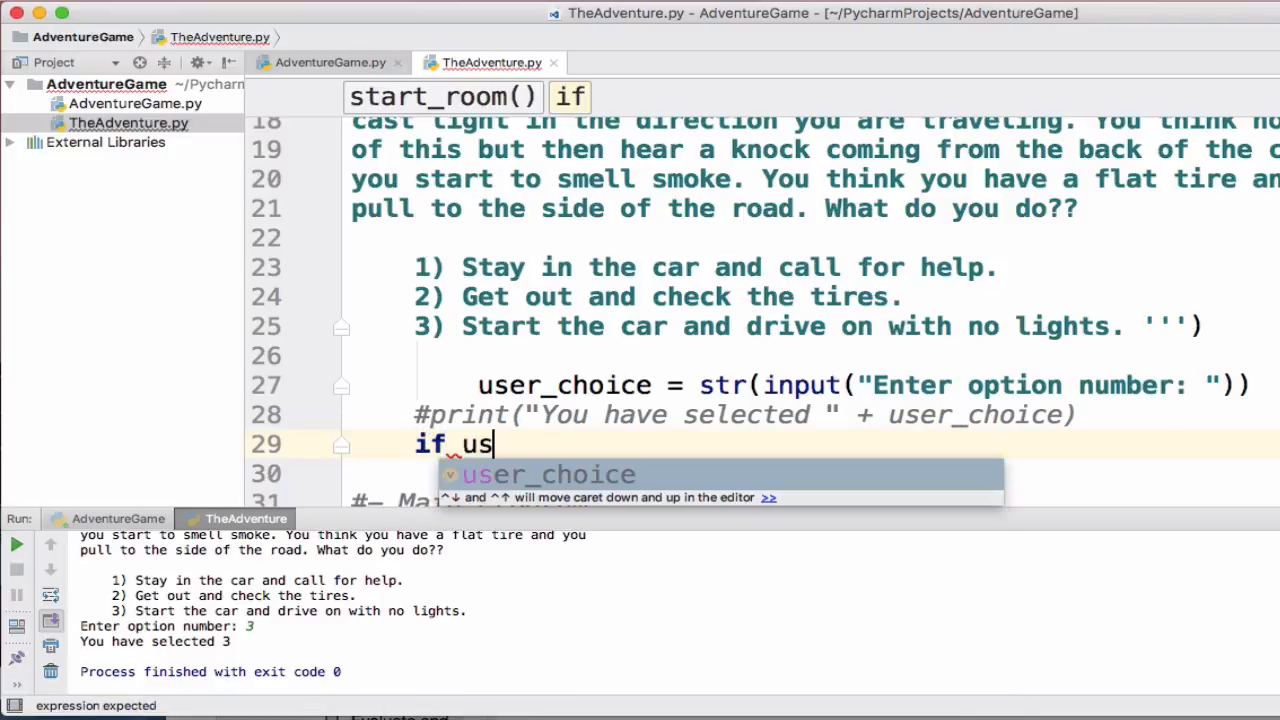 TheAdventure.py - AdventureGame - [~/PycharmProjects/AdventureGame]
AdventureGame TheAdventure.py
Project AdventureGame.py × TheAdventure.py ×
AdventureGame ~/Pycharm
AdventureGame.py
TheAdventure.py
External Libraries
start_room() if
18 cast light in the direction you are traveling. You think no
19 of this but then hear a knock coming from the back of the c
20 you start to smell smoke. You think you have a flat tire an
21 pull to the side of the road. What do you do??
22
23 1) Stay in the car and call for help.
24 2) Get out and check the tires.
25 3) Start the car and drive on with no lights. ''')
26
27 user_choice = str(input("Enter option number: "))
28 #print("You have selected " + user_choice)
29 if us
30 v user_choice
^↓ and ^↑ will move caret down and up in the editor >>
31 #— Ma
Run: AdventureGame TheAdventure
you start to smell smoke. You think you have a flat tire and you
pull to the side of the road. What do you do??
1) Stay in the car and call for help.
2) Get out and check the tires.
3) Start the car and drive on with no lights.
Enter option number: 3
You have selected 3
Process finished with exit code 0
expression expected